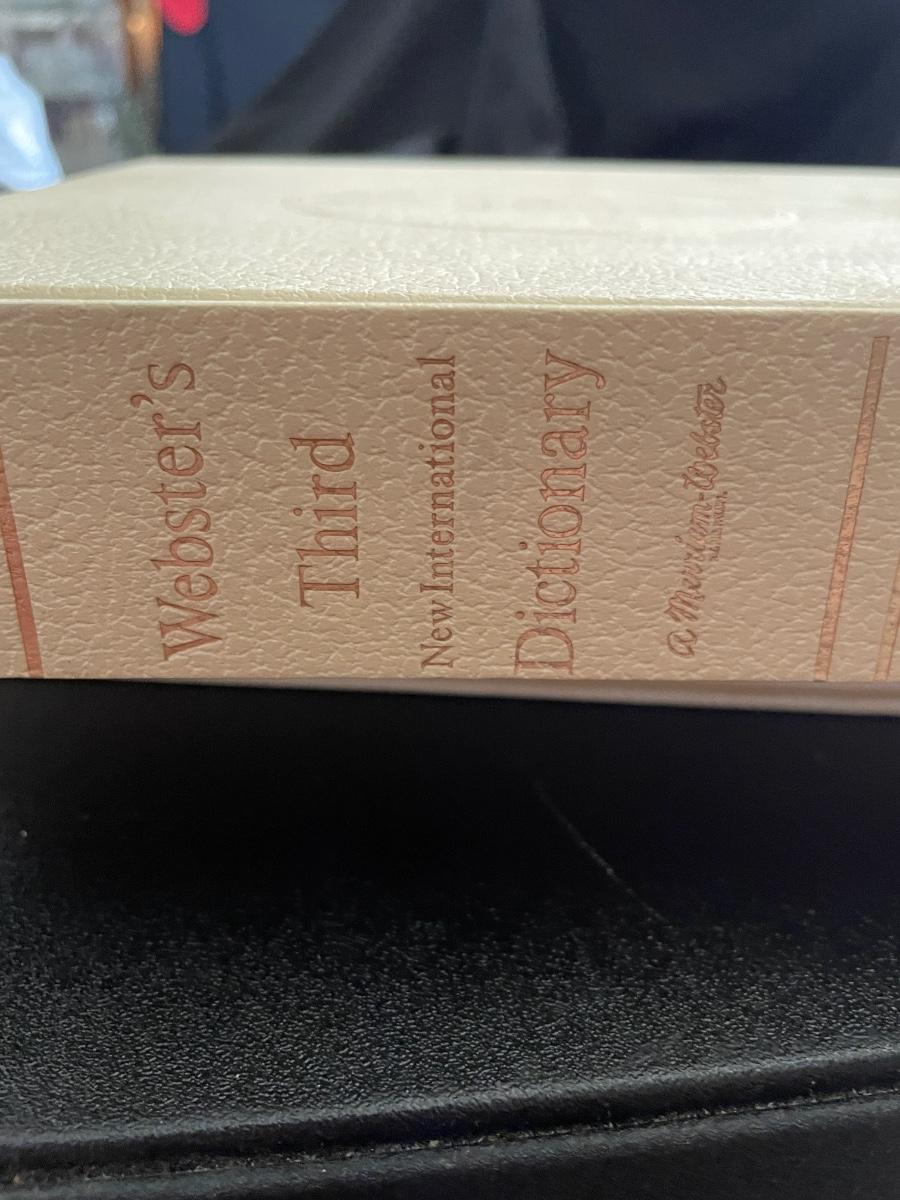 Webster's
Third
New International
Dictionary
a Merriam-Webster